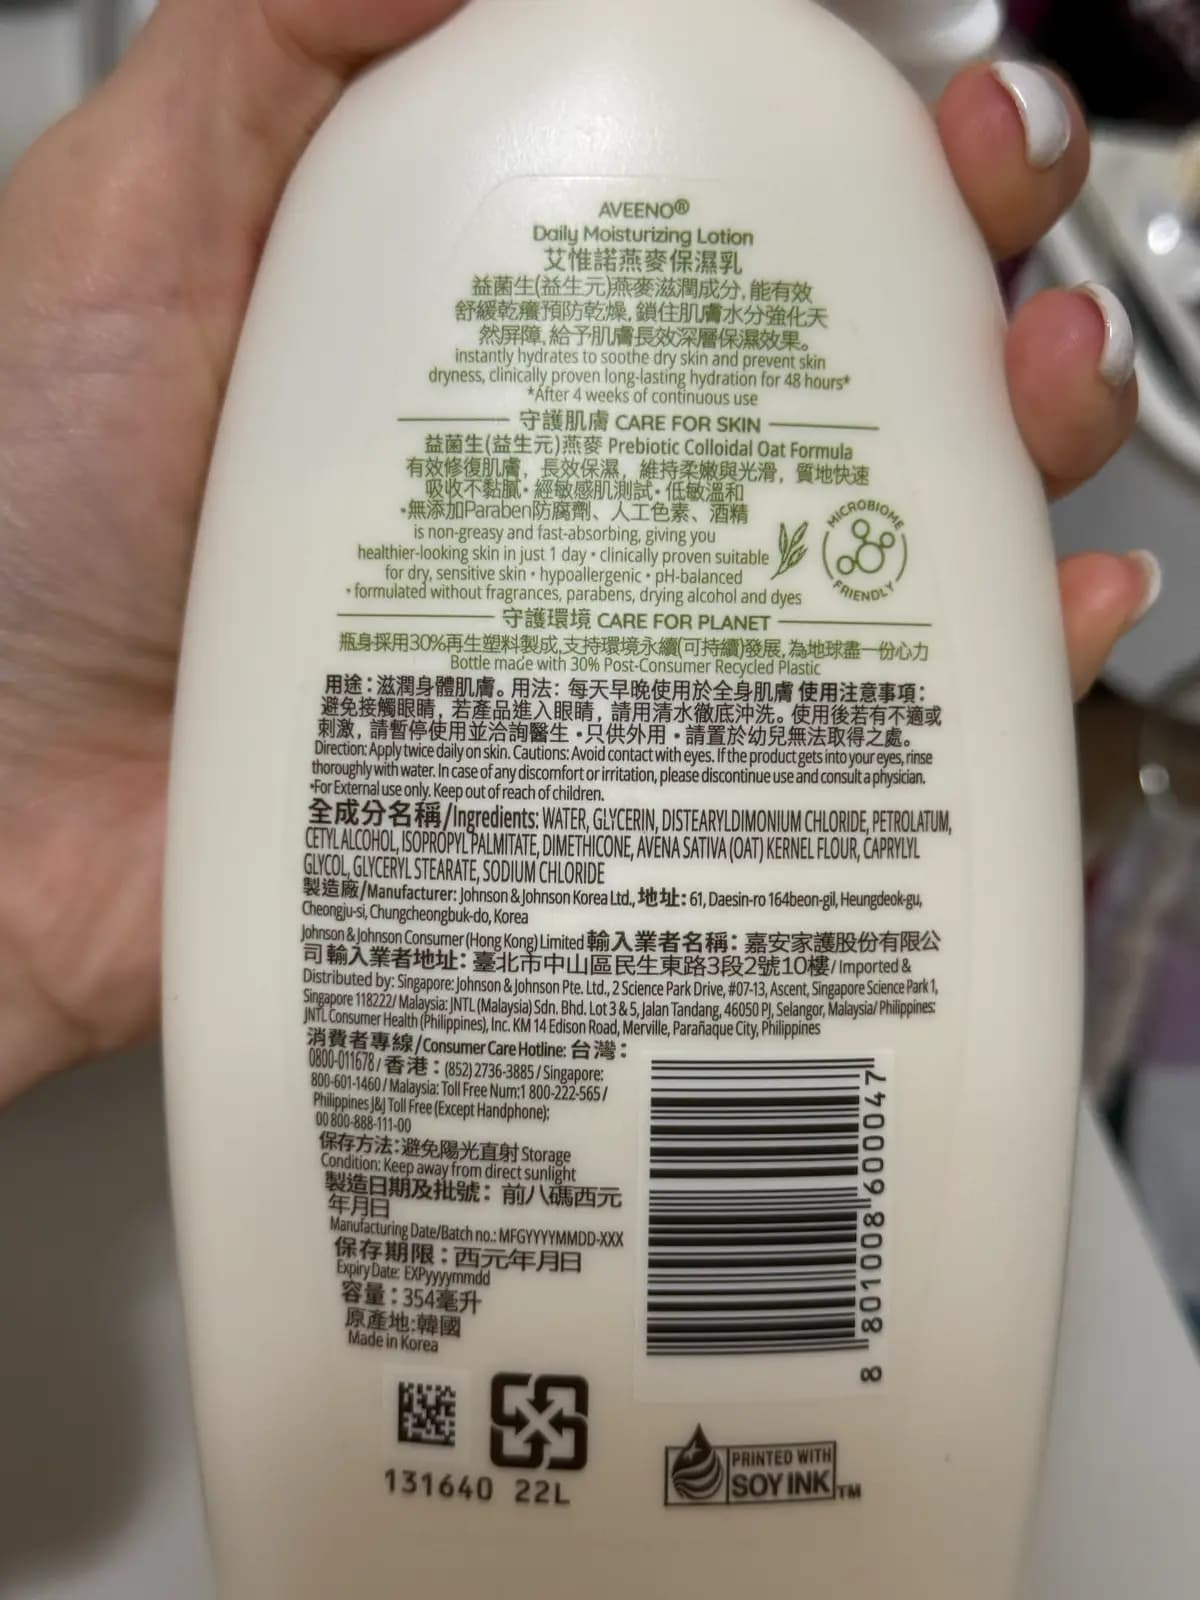 AVEENO®
Daily Moisturizing Lotion
艾惟諾燕麥保濕乳
益菌生(益生元)燕麥滋潤成分, 能有效
舒緩乾癢預防乾燥, 鎖住肌膚水分強化天
然屏障, 給予肌膚長效深層保濕效果。
instantly hydrates to soothe dry skin and prevent skin
dryness, clinically proven long-lasting hydration for 48 hours*
*After 4 weeks of continuous use
守護肌膚 CARE FOR SKIN
益菌生(益生元)燕麥 Prebiotic Colloidal Oat Formula
有效修復肌膚, 長效保濕, 維持柔嫩與光滑, 質地快速
吸收不黏膩 • 經敏感肌測試 • 低敏溫和
•無添加Paraben防腐劑、人工色素、酒精
is non-greasy and fast-absorbing, giving you
healthier-looking skin in just 1 day • clinically proven suitable
for dry, sensitive skin • hypoallergenic • pH-balanced
• formulated without fragrances, parabens, drying alcohol and dyes
MICROBIOME
FRIENDLY
守護環境 CARE FOR PLANET
瓶身採用30%再生塑料製成,支持環境永續(可持續)發展, 為地球盡一份心力
Bottle made with 30% Post-Consumer Recycled Plastic
用途：滋潤身體肌膚。用法：每天早晚使用於全身肌膚 使用注意事項：
避免接觸眼睛, 若產品進入眼睛, 請用清水徹底沖洗。使用後若有不適或
刺激, 請暫停使用並洽詢醫生 •只供外用 • 請置於幼兒無法取得之處。
Direction: Apply twice daily on skin. Cautions: Avoid contact with eyes. If the product gets into your eyes, rinse
thoroughly with water. In case of any discomfort or irritation, please discontinue use and consult a physician.
•For External use only. Keep out of reach of children.
全成分名稱/Ingredients: WATER, GLYCERIN, DISTEARYLDIMONIUM CHLORIDE, PETROLATUM,
CETYL ALCOHOL, ISOPROPYL PALMITATE, DIMETHICONE, AVENA SATIVA (OAT) KERNEL FLOUR, CAPRYLYL
GLYCOL, GLYCERYL STEARATE, SODIUM CHLORIDE
製造廠/Manufacturer: Johnson & Johnson Korea Ltd., 地址: 61, Daesin-ro 164beon-gil, Heungdeok-gu,
Cheongju-si, Chungcheongbuk-do, Korea
Johnson & Johnson Consumer (Hong Kong) Limited 輸入業者名稱：嘉安家護股份有限公
司 輸入業者地址：臺北市中山區民生東路3段2號10樓/ Imported &
Distributed by: Singapore: Johnson & Johnson Pte. Ltd., 2 Science Park Drive, #07-13, Ascent, Singapore Science Park 1,
Singapore 118222/ Malaysia: JNTL (Malaysia) Sdn. Bhd. Lot 3 & 5, Jalan Tandang, 46050 PJ, Selangor, Malaysia/ Philippines:
JNTL Consumer Health (Philippines), Inc. KM 14 Edison Road, Merville, Parañaque City, Philippines
消費者專線/Consumer Care Hotline: 台灣：
0800-011678 / 香港：(852) 2736-3885 / Singapore:
800-601-1460 / Malaysia: Toll Free Num:1 800-222-565 /
Philippines J&J Toll Free (Except Handphone):
00 800-888-111-00
保存方法:避免陽光直射 Storage
Condition: Keep away from direct sunlight
製造日期及批號：前八碼西元
年月日
Manufacturing Date/Batch no.: MFGYYYYMMDD-XXX
保存期限：西元年月日
Expiry Date: EXPyyyymmdd
容量：354毫升
原產地:韓國
Made in Korea
8 801008 600047
131640 22L
PRINTED WITH
SOY INK™